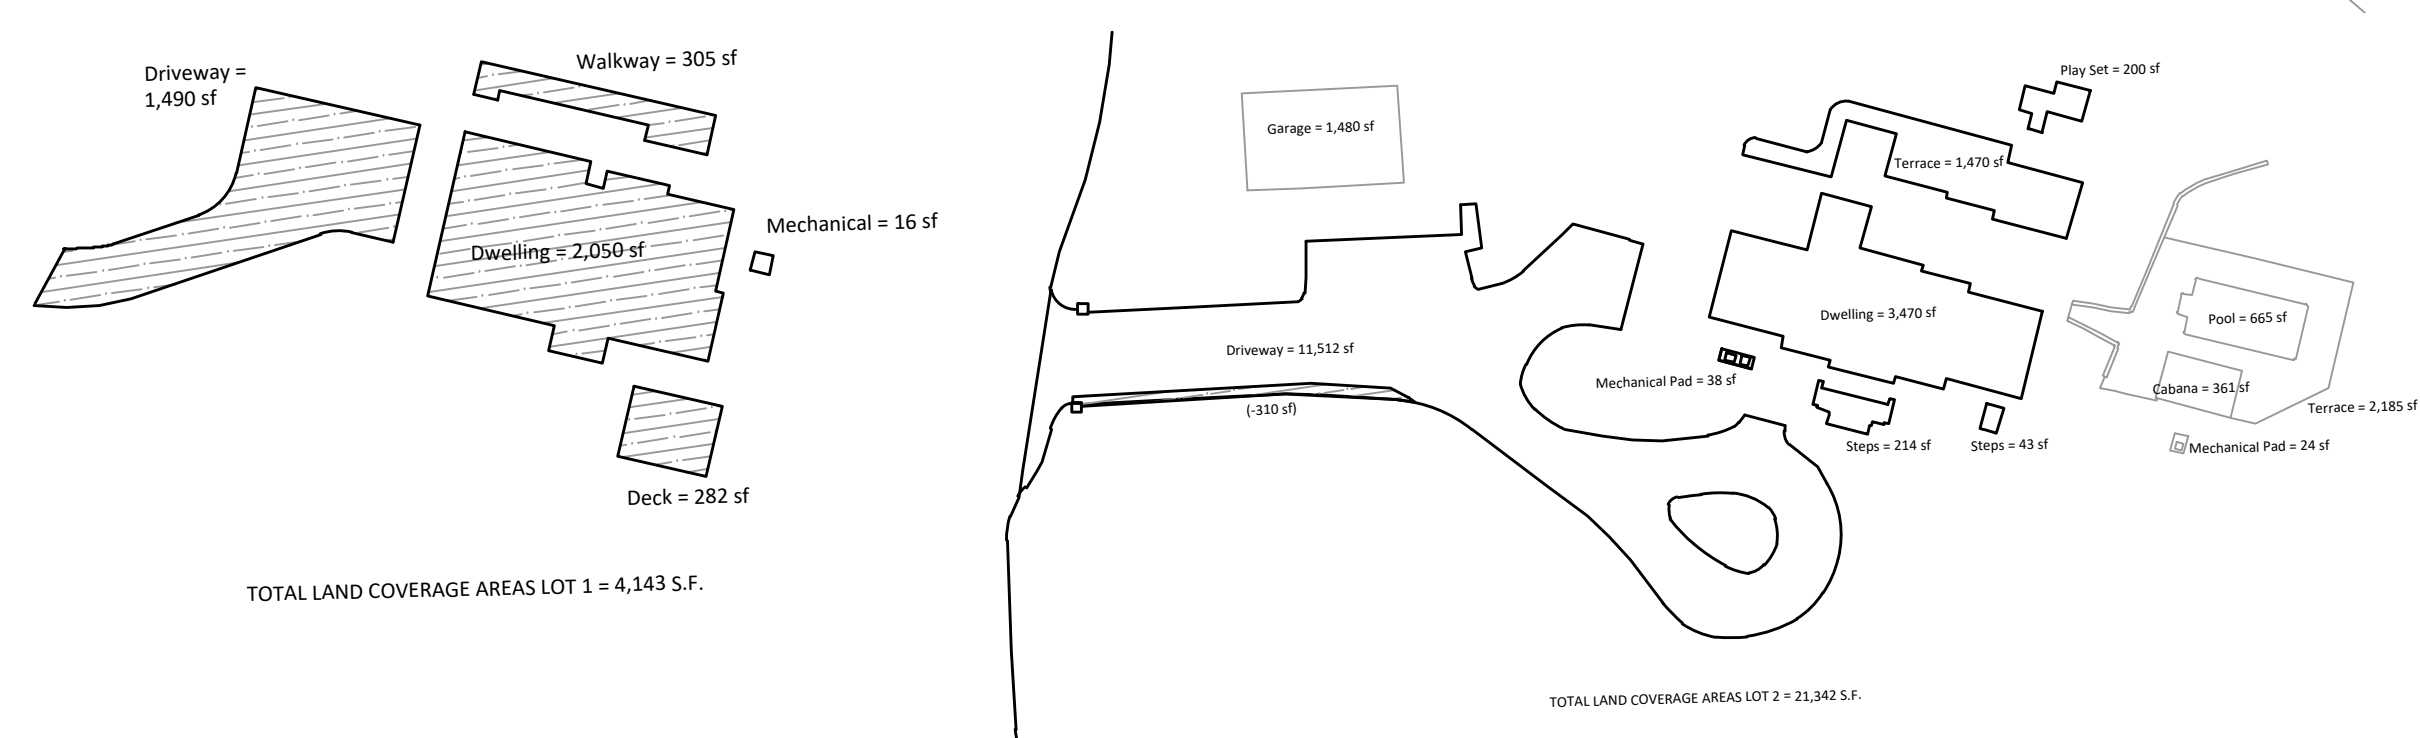 Driveway =
1,490 sf
Walkway = 305 sf
Dwelling = 2,050 sf
Mechanical = 16 sf
Deck = 282 sf
TOTAL LAND COVERAGE AREAS LOT 1 = 4,143 S.F.
Garage = 1,480 sf
Play Set = 200 sf
Terrace = 1,470 sf
Dwelling = 3,470 sf
Pool = 665 sf
Driveway = 11,512 sf
Mechanical Pad = 38 sf
Cabana = 361 sf
(-310 sf)
Terrace = 2,185 sf
Steps = 214 sf
Steps = 43 sf
Mechanical Pad = 24 sf
TOTAL LAND COVERAGE AREAS LOT 2 = 21,342 S.F.